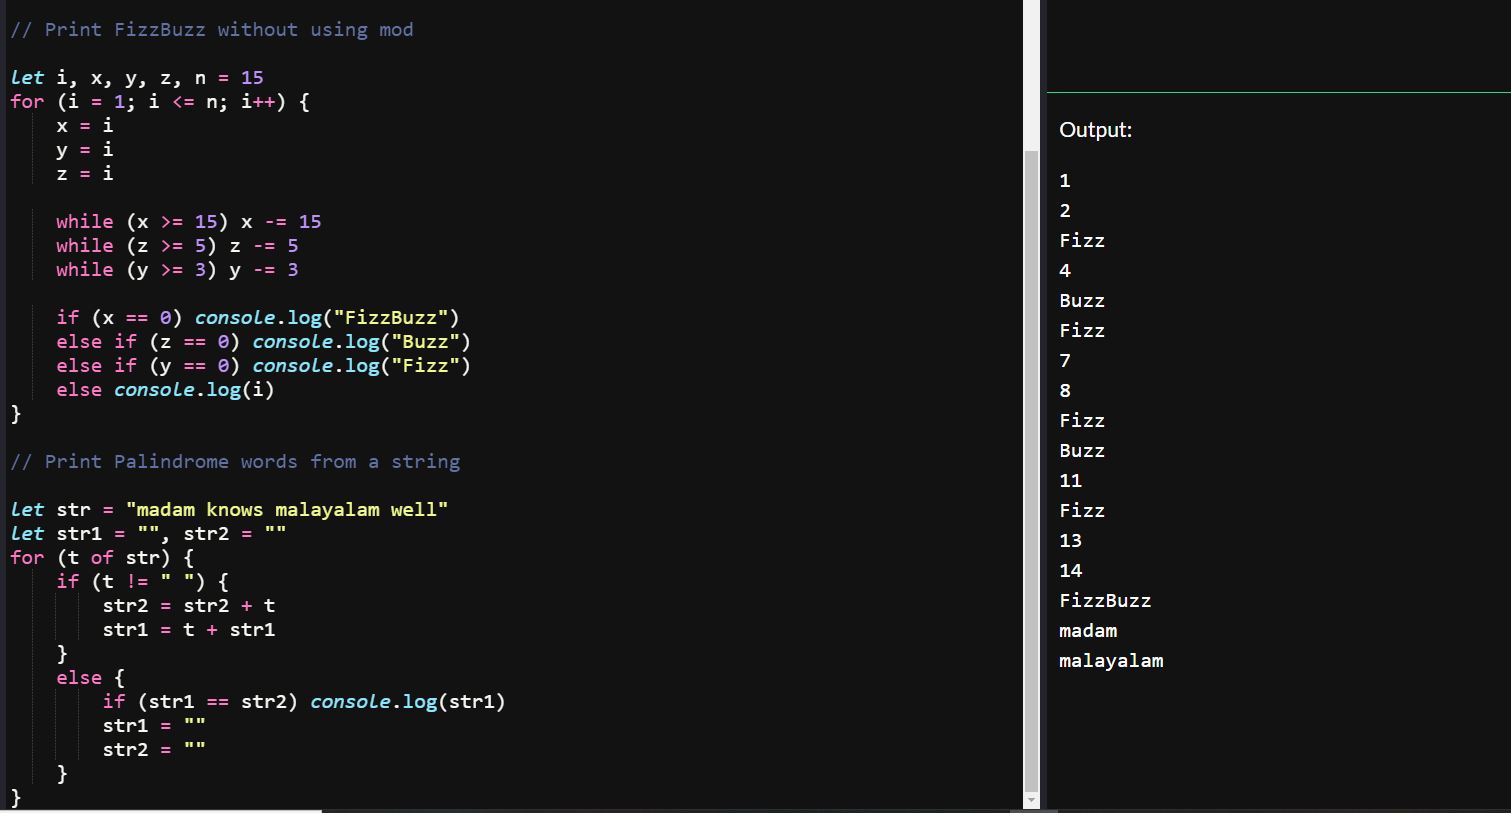 // Print FizzBuzz without using mod
let i, x, y, z, n = 15
for (i = 1; i <= n; i++) {
x = i
y = i
z = i
while (x >= 15) x -= 15
while (z >= 5) z -= 5
while (y >= 3) y -= 3
if (x == 0) console.log("FizzBuzz")
else if (z == 0) console.log("Buzz")
else if (y == 0) console.log("Fizz")
else console.log(i)
}
// Print Palindrome words from a string
let str = "madam knows malayalam well"
let str1 = "", str2 = ""
for (t of str) {
if (t != " ") {
str2 = str2 + t
str1 = t + str1
}
else {
if (str1 == str2) console.log(str1)
str1 = ""
str2 = ""
}
}
Output:
1
2
Fizz
4
Buzz
Fizz
7
8
Fizz
Buzz
11
Fizz
13
14
FizzBuzz
madam
malayalam